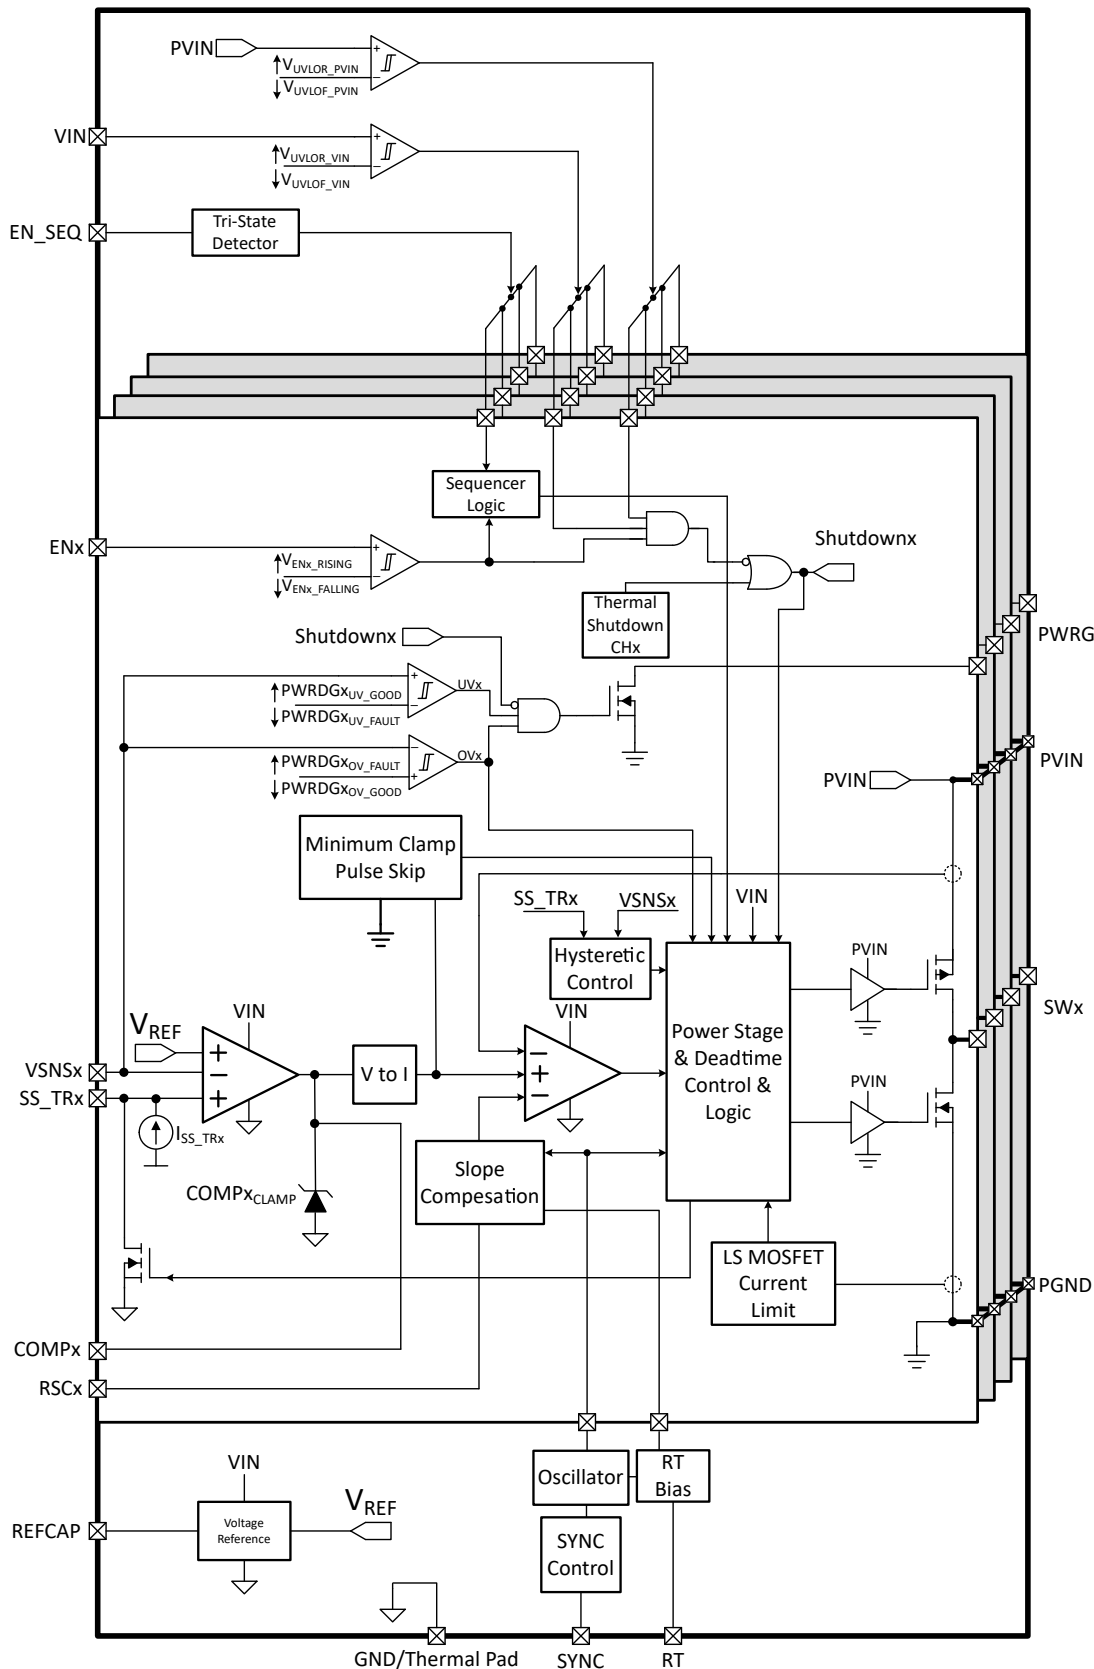 PVIN
+
VUVLOR_PVIN
−
VUVLOF_PVIN
VIN
+
VUVLOR_VIN
−
VUVLOF_VIN
EN_SEQ
Tri-State
Detector
Sequencer
Logic
ENx
+
VENx_RISING
−
VENx_FALLING
Shutdownx
Thermal
Shutdown
CHx
Shutdownx
PWRG
+
UVx
PWRDGxUV_GOOD
−
PWRDGxUV_FAULT
−
OVx
PWRDGxOV_FAULT
+
PWRDGxOV_GOOD
PVIN
PVIN
Minimum Clamp
Pulse Skip
SS_TRx
VSNSx
VIN
Hysteretic
Control
PVIN
SWx
VREF
VIN
VIN
VSNSx
SS_TRx
+
−
+
V to I
−
+
−
Power Stage
& Deadtime
Control &
Logic
PVIN
ISS_TRx
COMPxCLAMP
Slope
Compesation
LS MOSFET
Current
Limit
PGND
COMPx
RSCx
VIN
Oscillator
RT
Bias
REFCAP
Voltage
Reference
VREF
SYNC
Control
GND/Thermal Pad
SYNC
RT